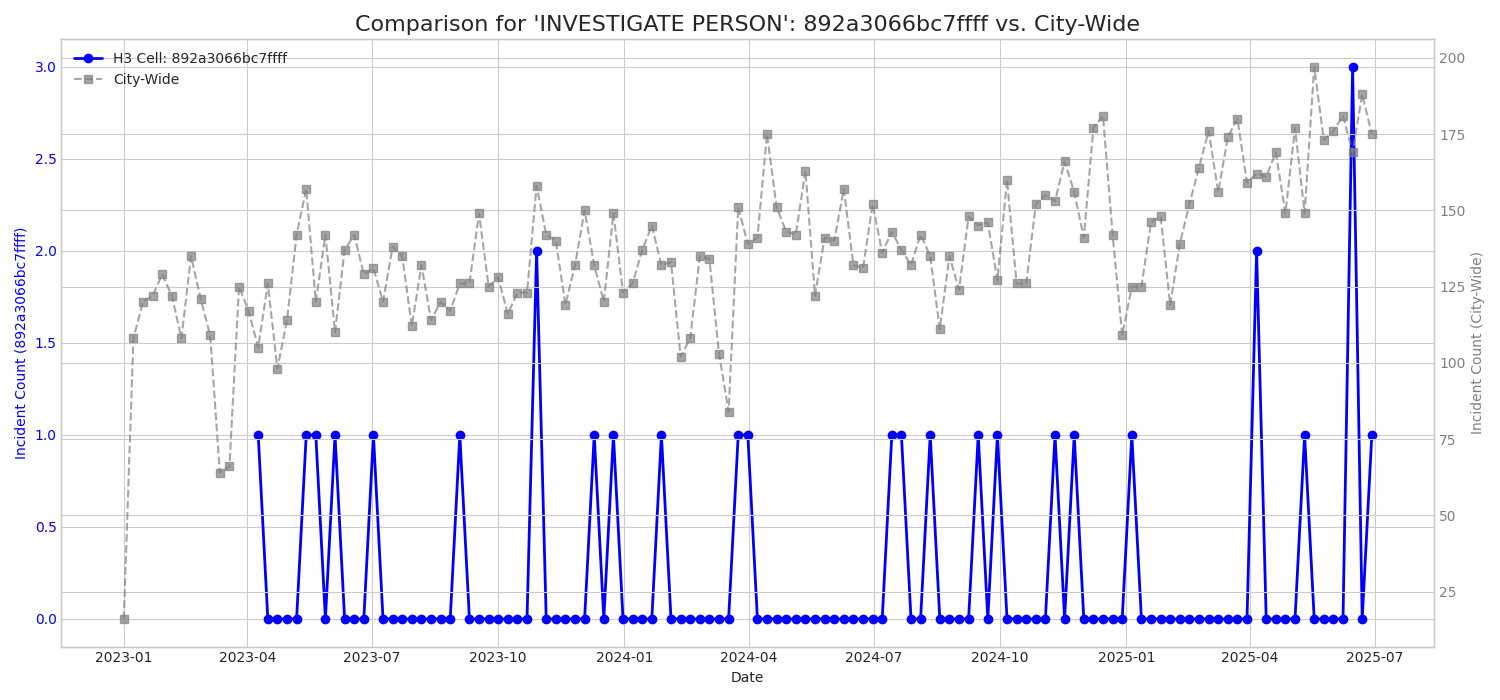 Comparison for 'INVESTIGATE PERSON': 892a3066bc7ffff vs. City-Wide
H3 Cell: 892a3066bc7ffff
City-Wide
Incident Count (892a3066bc7ffff)
3.0
2.5
2.0
1.5
1.0
0.5
0.0
200
175
150
125
100
75
50
25
Incident Count (City-Wide)
2023-01 2023-04 2023-07 2023-10 2024-01 2024-04 2024-07 2024-10 2025-01 2025-04 2025-07
Date